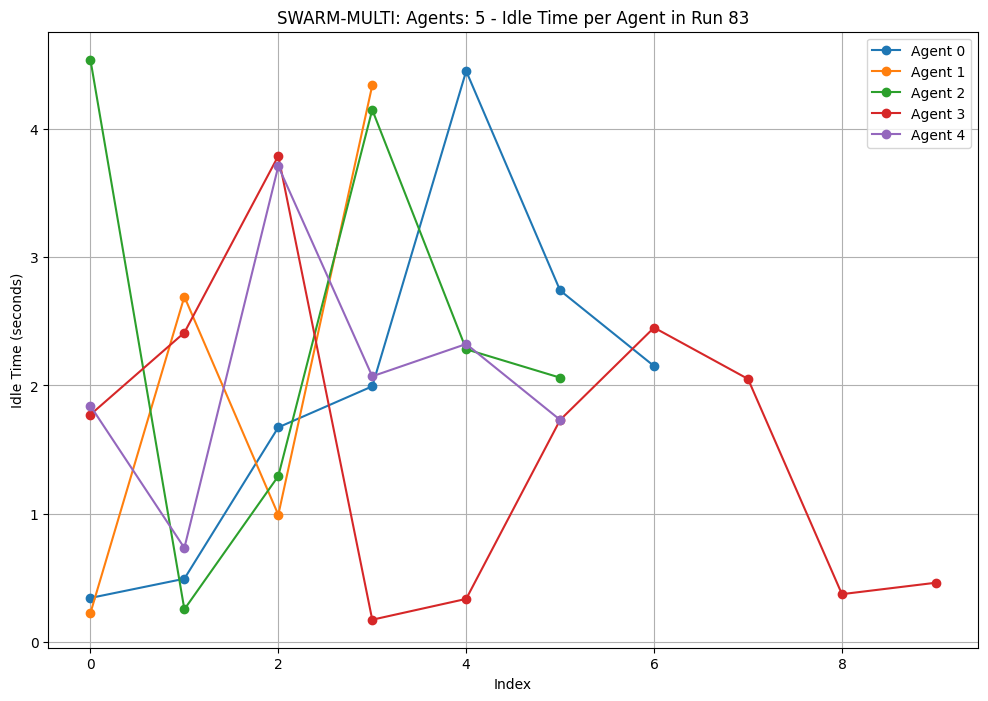 SWARM-MULTI: Agents: 5 - Idle Time per Agent in Run 83
Agent 0
Agent 1
Agent 2
Agent 3
Agent 4
Idle Time (seconds)
4
3
2
1
0
0 2 4 6 8
Index